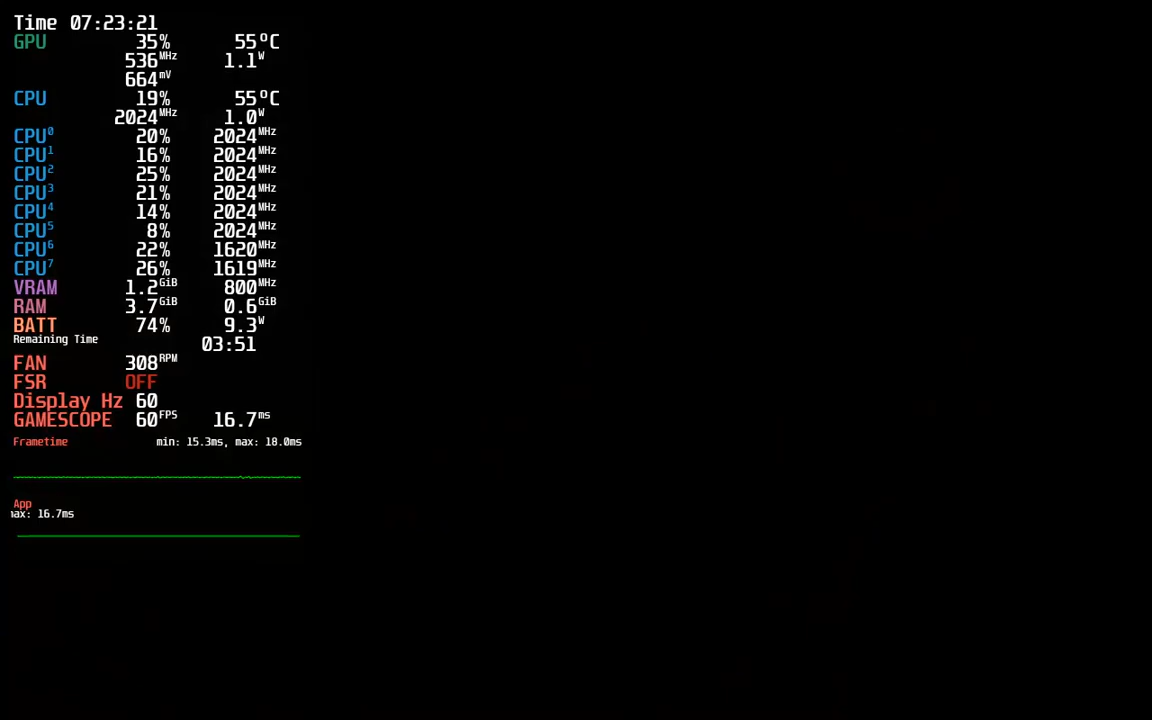 Time 07:23:21
GPU 35% 55°C
536MHz 1.1W
664mV
CPU 19% 55°C
2024MHz 1.0W
CPU0 20% 2024MHz
CPU1 16% 2024MHz
CPU2 25% 2024MHz
CPU3 21% 2024MHz
CPU4 14% 2024MHz
CPU5 8% 2024MHz
CPU6 22% 1620MHz
CPU7 26% 1619MHz
VRAM 1.2GiB 800MHz
RAM 3.7GiB 0.6GiB
BATT 74% 9.3W
Remaining Time 03:51
FAN 308RPM
FSR OFF
Display Hz 60
GAMESCOPE 60FPS 16.7ms
Frametime min: 15.3ms, max: 18.0ms
App
max: 16.7ms